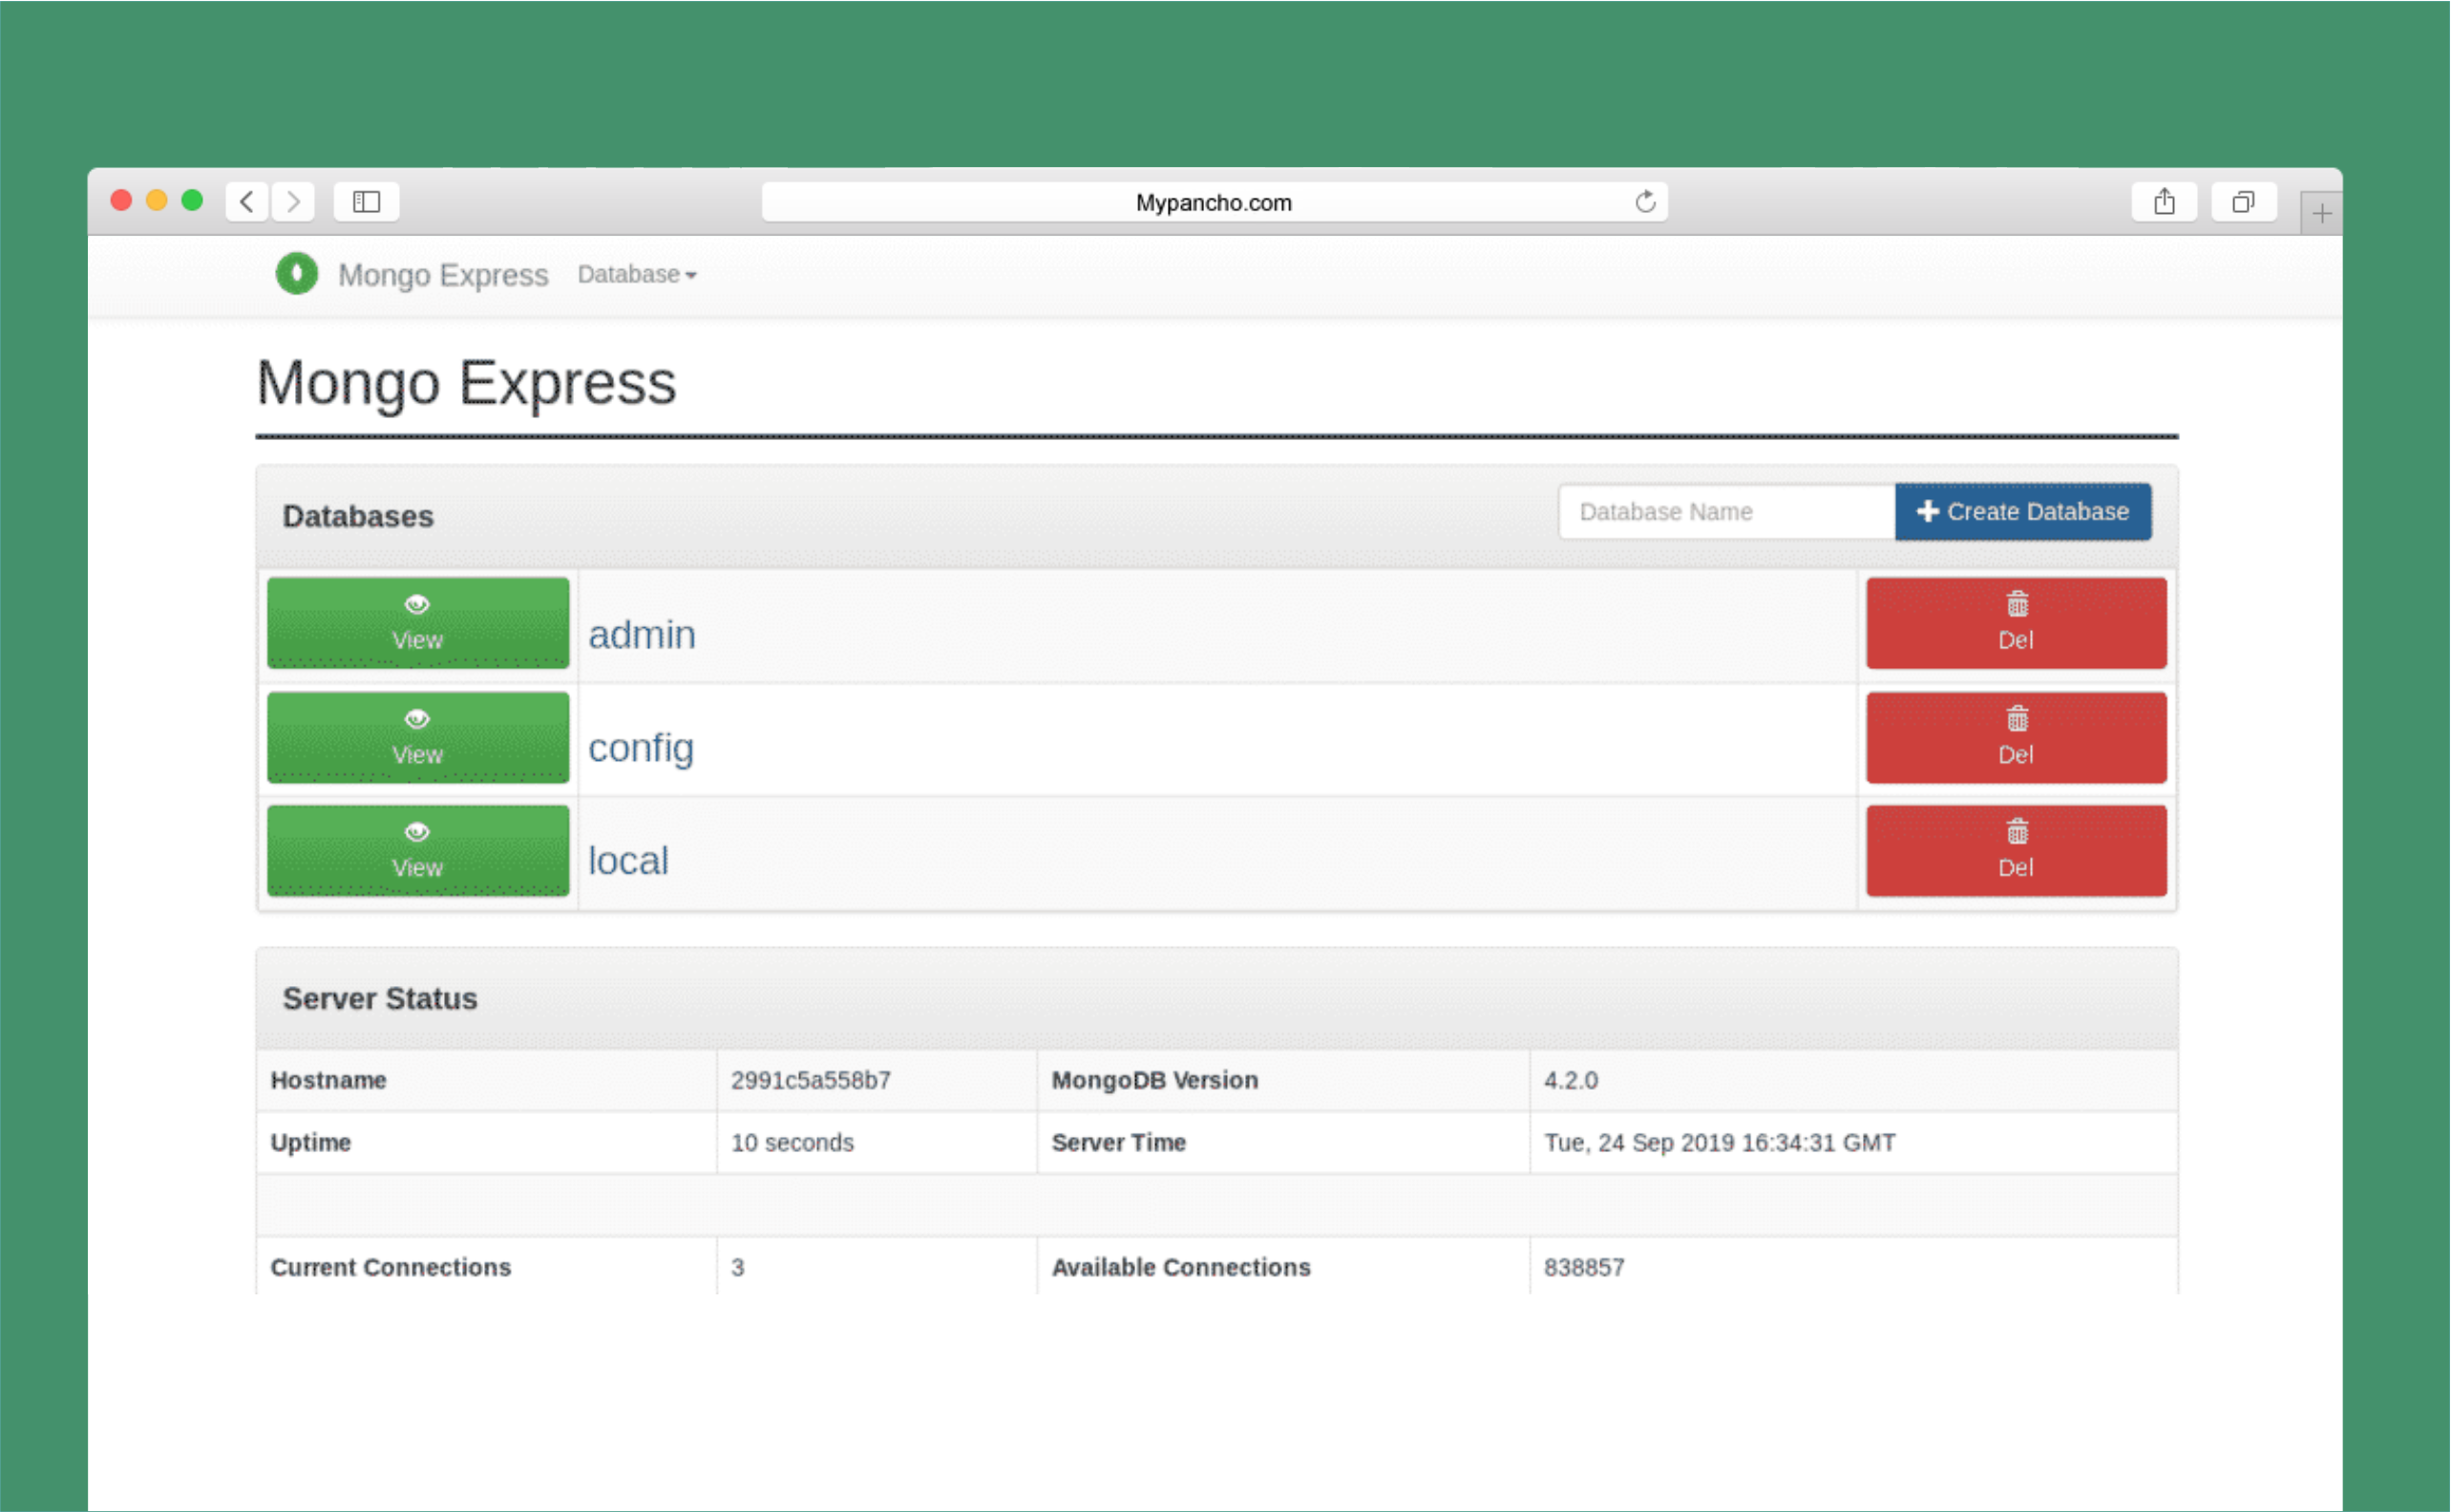 Mypancho.com
Mongo Express Database
Mongo Express
Databases Database Name Create Database
View admin Del
View config Del
View local Del
Server Status
Hostname 2991c5a558b7 MongoDB Version 4.2.0
Uptime 10 seconds Server Time Tue, 24 Sep 2019 16:34:31 GMT
Current Connections 3 Available Connections 838857